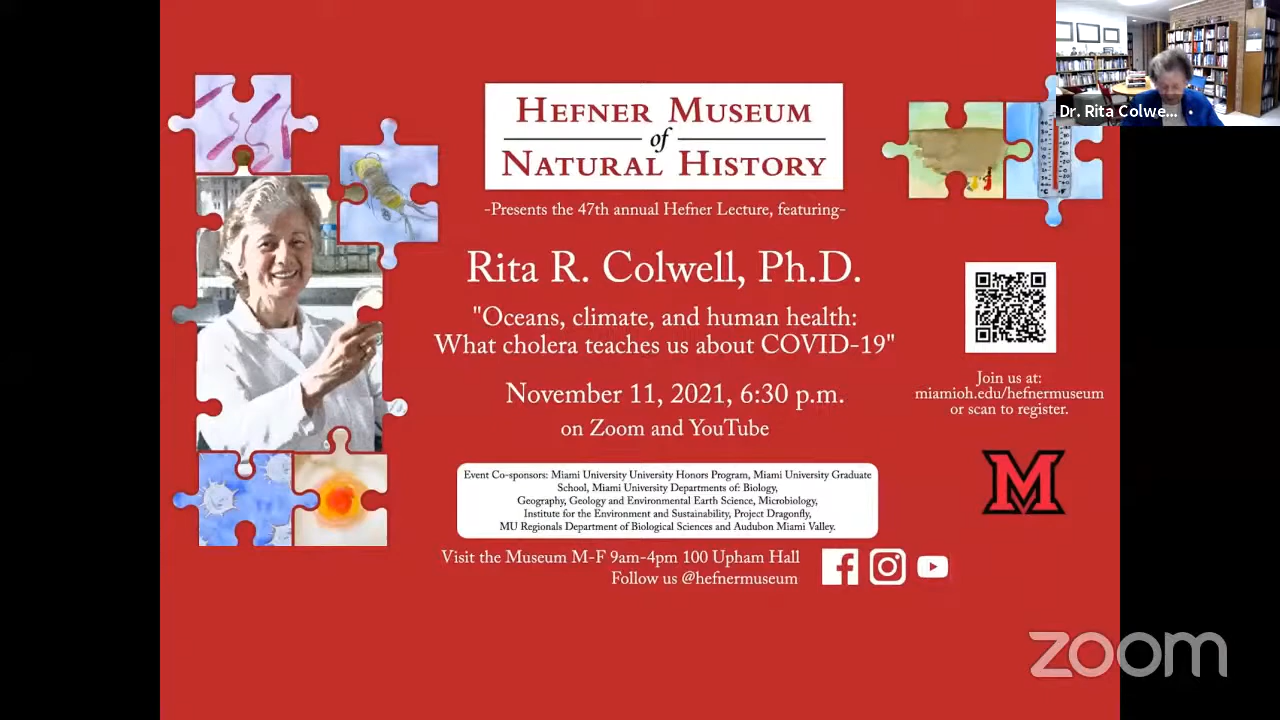 HEFNER MUSEUM
of
NATURAL HISTORY
-Presents the 47th annual Hefner Lecture, featuring-
Rita R. Colwell, Ph.D.
"Oceans, climate, and human health:
What cholera teaches us about COVID-19"
November 11, 2021, 6:30 p.m.
on Zoom and YouTube
Event Co-sponsors: Miami University University Honors Program, Miami University Graduate
School, Miami University Departments of: Biology,
Geography, Geology and Environmental Earth Science, Microbiology,
Institute for the Environment and Sustainability, Project Dragonfly,
MU Regionals Department of Biological Sciences and Audubon Miami Valley.
Visit the Museum M-F 9am-4pm 100 Upham Hall
Follow us @hefnermuseum
Dr. Rita Colwe...
Join us at:
miamioh.edu/hefnermuseum
or scan to register.
M
zoom